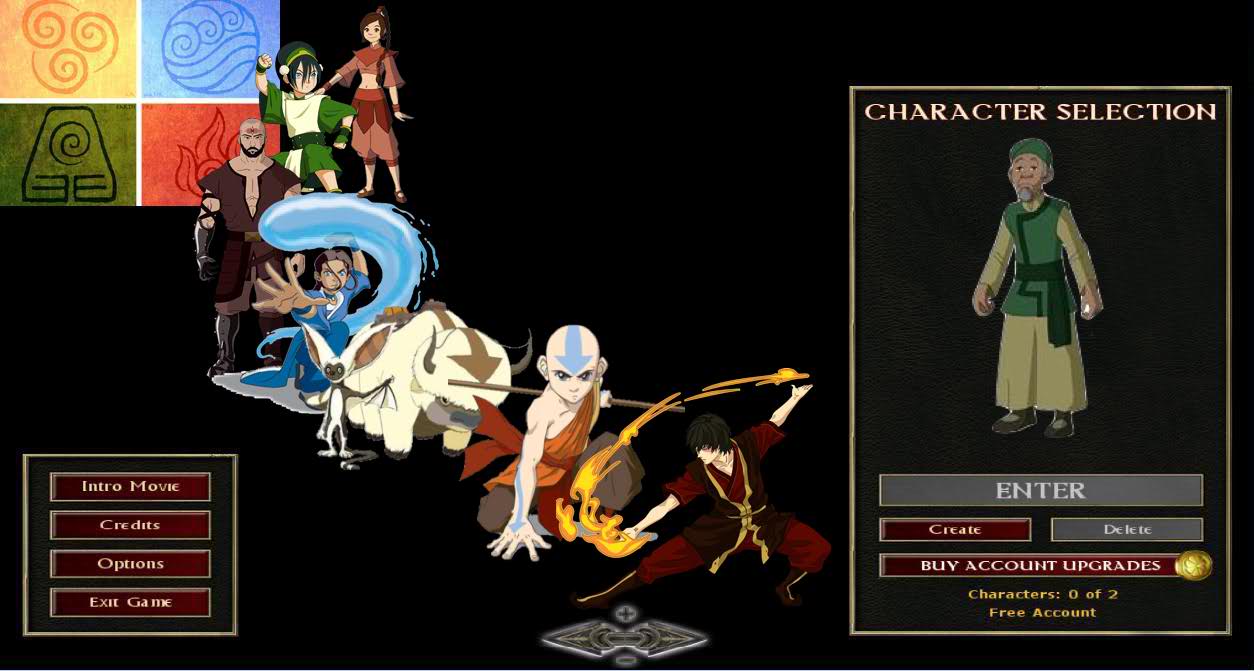 CHARACTER SELECTION
Intro Movie
Credits
Options
Exit Game
ENTER
Create
Delete
BUY ACCOUNT UPGRADES
Characters: 0 of 2
Free Account